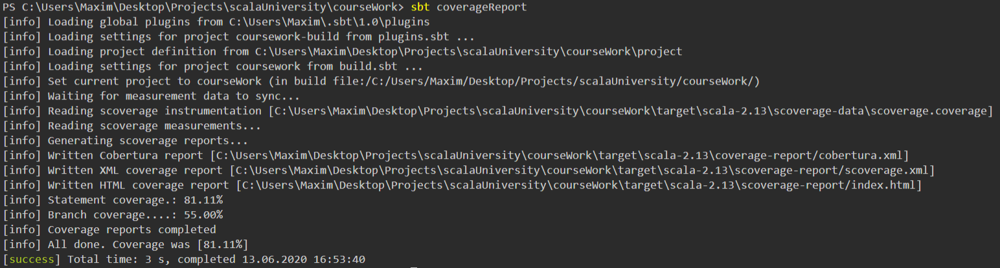 PS C:\Users\Maxim\Desktop\Projects\scalaUniversity\courseWork> sbt coverageReport
[info] Loading global plugins from C:\Users\Maxim\.sbt\1.0\plugins
[info] Loading settings for project coursework-build from plugins.sbt ...
[info] Loading project definition from C:\Users\Maxim\Desktop\Projects\scalaUniversity\courseWork\project
[info] Loading settings for project coursework from build.sbt ...
[info] Set current project to courseWork (in build file:/C:/Users/Maxim/Desktop/Projects/scalaUniversity/courseWork/)
[info] Waiting for measurement data to sync...
[info] Reading scoverage instrumentation [C:\Users\Maxim\Desktop\Projects\scalaUniversity\courseWork\target\scala-2.13\scoverage-data\scoverage.coverage]
[info] Reading scoverage measurements...
[info] Generating scoverage reports...
[info] Written Cobertura report [C:\Users\Maxim\Desktop\Projects\scalaUniversity\courseWork\target\scala-2.13\coverage-report/cobertura.xml]
[info] Written XML coverage report [C:\Users\Maxim\Desktop\Projects\scalaUniversity\courseWork\target\scala-2.13\scoverage-report/scoverage.xml]
[info] Written HTML coverage report [C:\Users\Maxim\Desktop\Projects\scalaUniversity\courseWork\target\scala-2.13\scoverage-report/index.html]
[info] Statement coverage.: 81.11%
[info] Branch coverage....: 55.00%
[info] Coverage reports completed
[info] All done. Coverage was [81.11%]
[success] Total time: 3 s, completed 13.06.2020 16:53:40